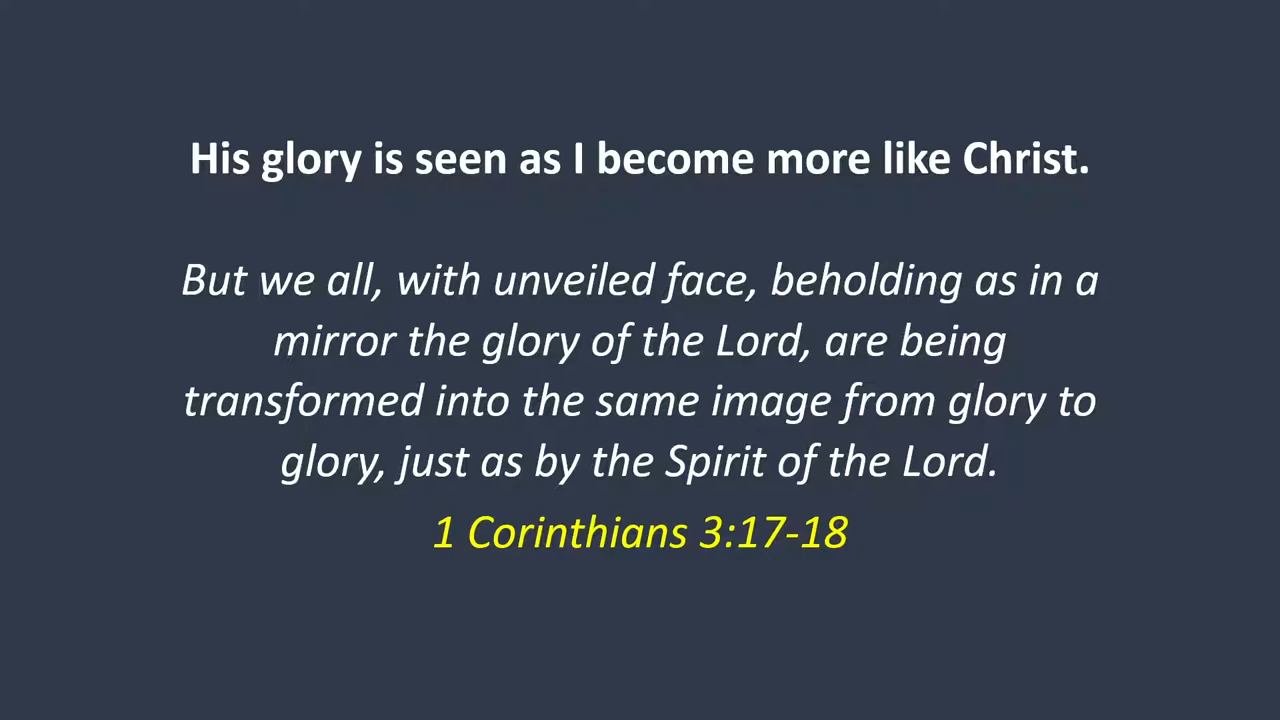 His glory is seen as I become more like Christ.
But we all, with unveiled face, beholding as in a
mirror the glory of the Lord, are being
transformed into the same image from glory to
glory, just as by the Spirit of the Lord.
1 Corinthians 3:17-18